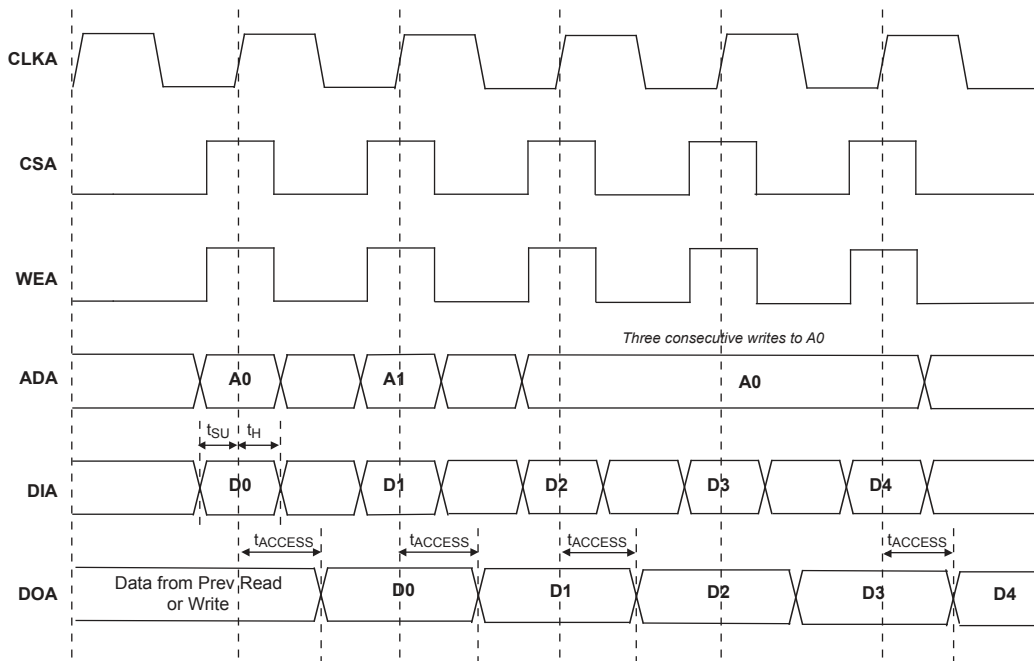 CLKA
CSA
WEA
Three consecutive writes to A0
ADA A0 A1 A0
tSU tH
DIA D0 D1 D2 D3 D4
tACCESS tACCESS tACCESS tACCESS
Data from Prev Read
or Write
DOA D0 D1 D2 D3 D4